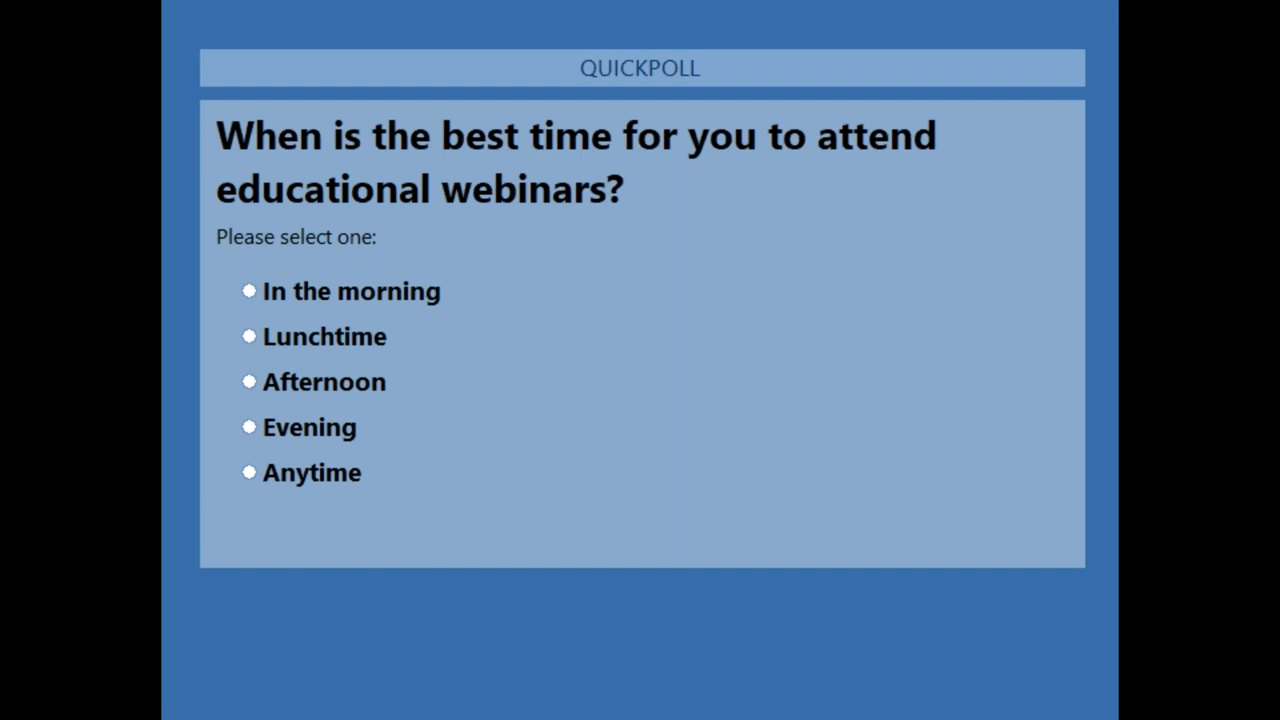 QUICKPOLL
When is the best time for you to attend
educational webinars?
Please select one:
In the morning
Lunchtime
Afternoon
Evening
Anytime